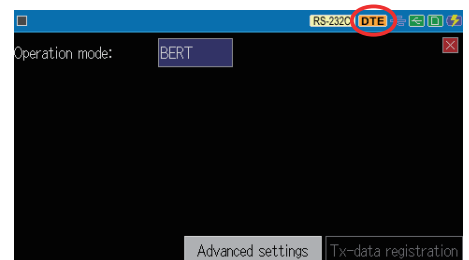 RS-232C DTE
Operation mode: BERT
Advanced settings Tx-data registration